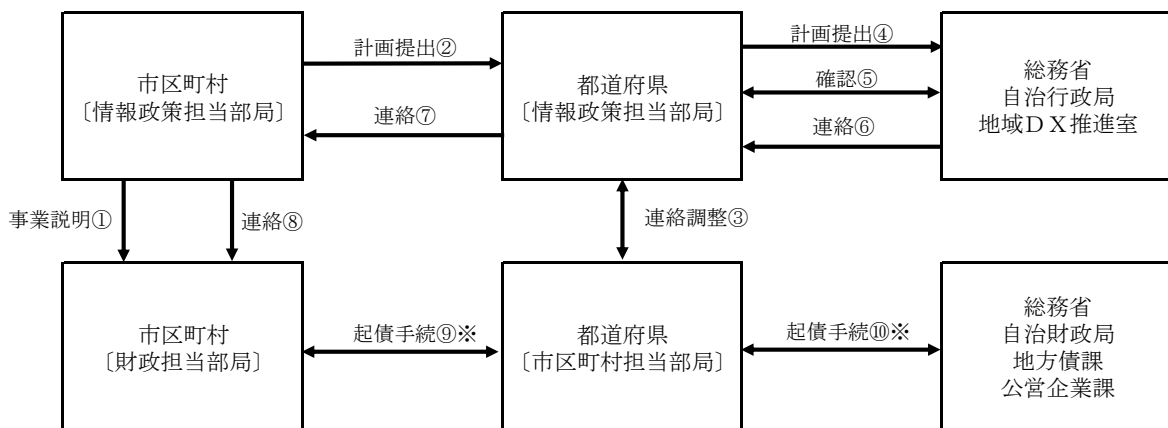 市区町村
〔情報政策担当部局〕
計画提出②
連絡⑦
都道府県
〔情報政策担当部局〕
計画提出④
確認⑤
連絡⑥
総務省
自治行政局
地域DX推進室
事業説明①
連絡⑧
連絡調整③
市区町村
〔財政担当部局〕
起債手続⑨※
都道府県
〔市区町村担当部局〕
起債手続⑩※
総務省
自治財政局
地方債課
公営企業課